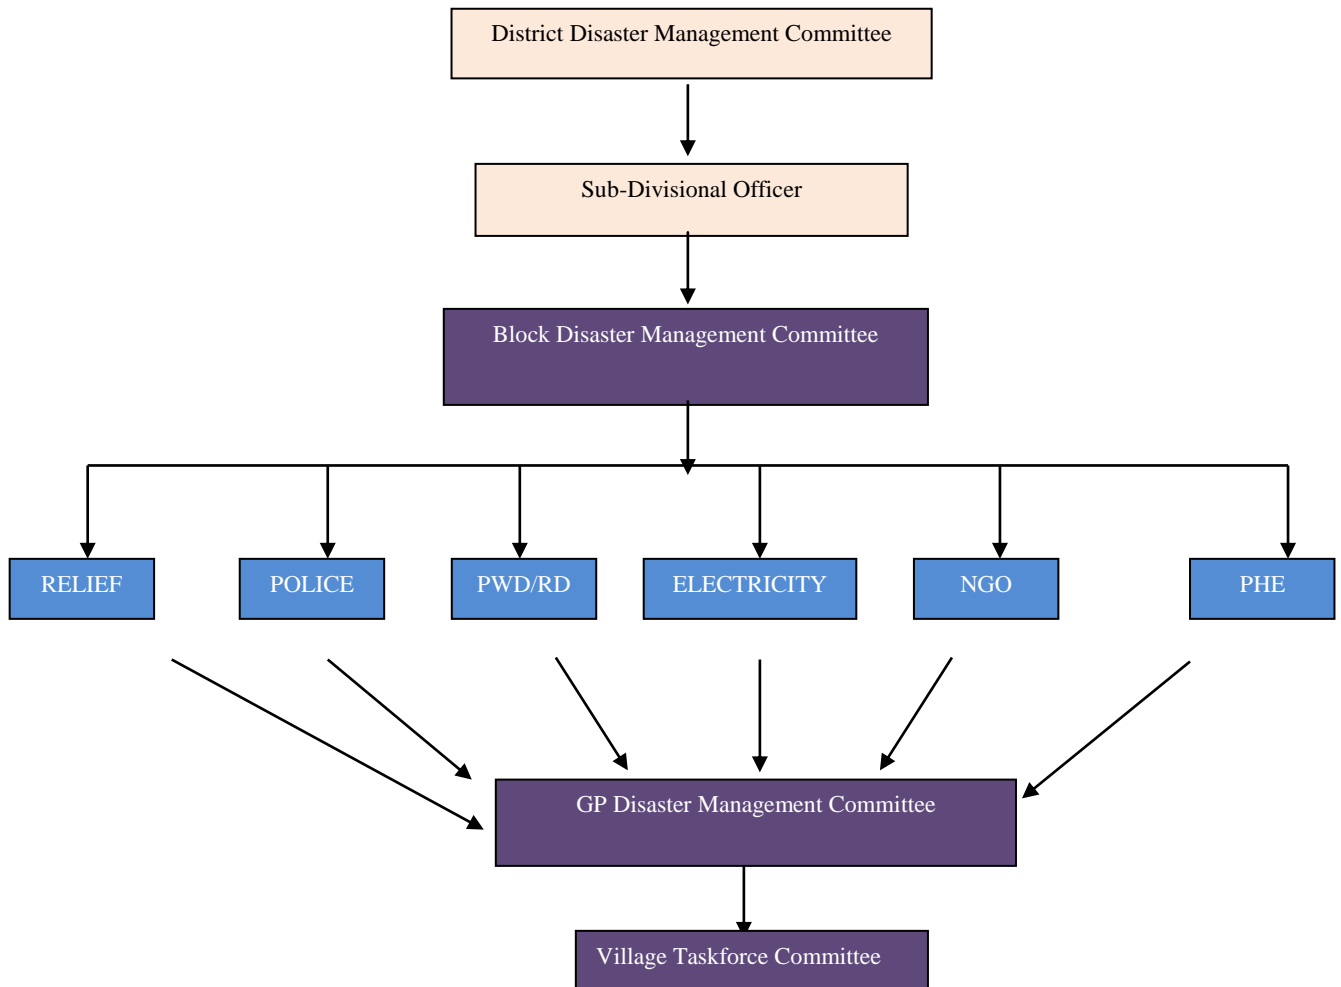 District Disaster Management Committee
Sub-Divisional Officer
Block Disaster Management Committee
RELIEF
POLICE
PWD/RD
ELECTRICITY
NGO
PHE
GP Disaster Management Committee
Village Taskforce Committee